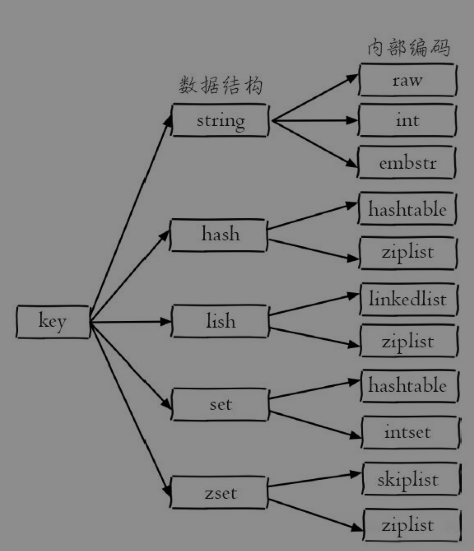 内部编码
数据结构
raw
string
int
embstr
hashtable
hash
ziplist
linkedlist
key
lish
ziplist
hashtable
set
intset
skiplist
zset
ziplist